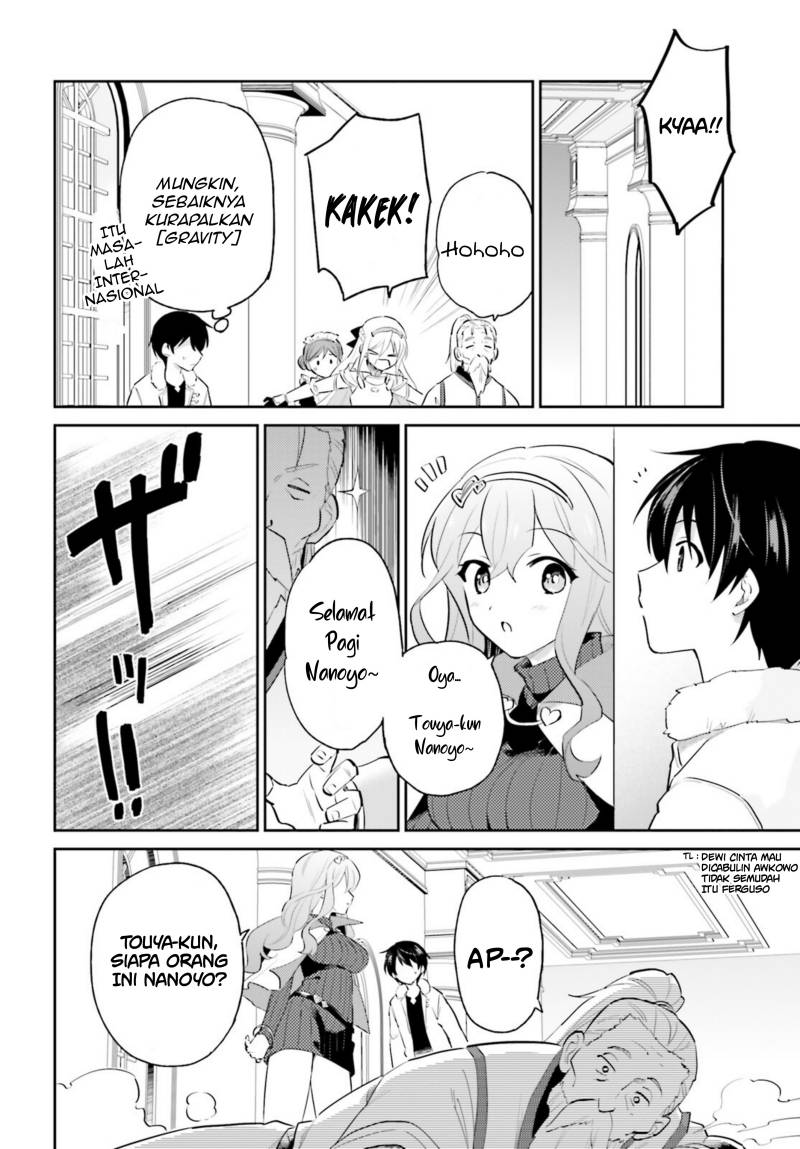 KYAA!!
Hohoho
KAKEK!
MUNGKIN,
SEBAIKNYA
KURAPALKAN
[GRAVITY]
ITU
MASA-
LAH
INTER-
NASIONAL
Oya...
Touya-kun
Nanoyo~
Selamat
Pagi
Nanoyo~
ザッ!!
TL : DEWI CINTA MAU
DICABULIN AWKOWO
TIDAK SEMUDAH
ITU FERGUSO
AP--?
TOUYA-KUN,
SIAPA ORANG
INI NANOYO?